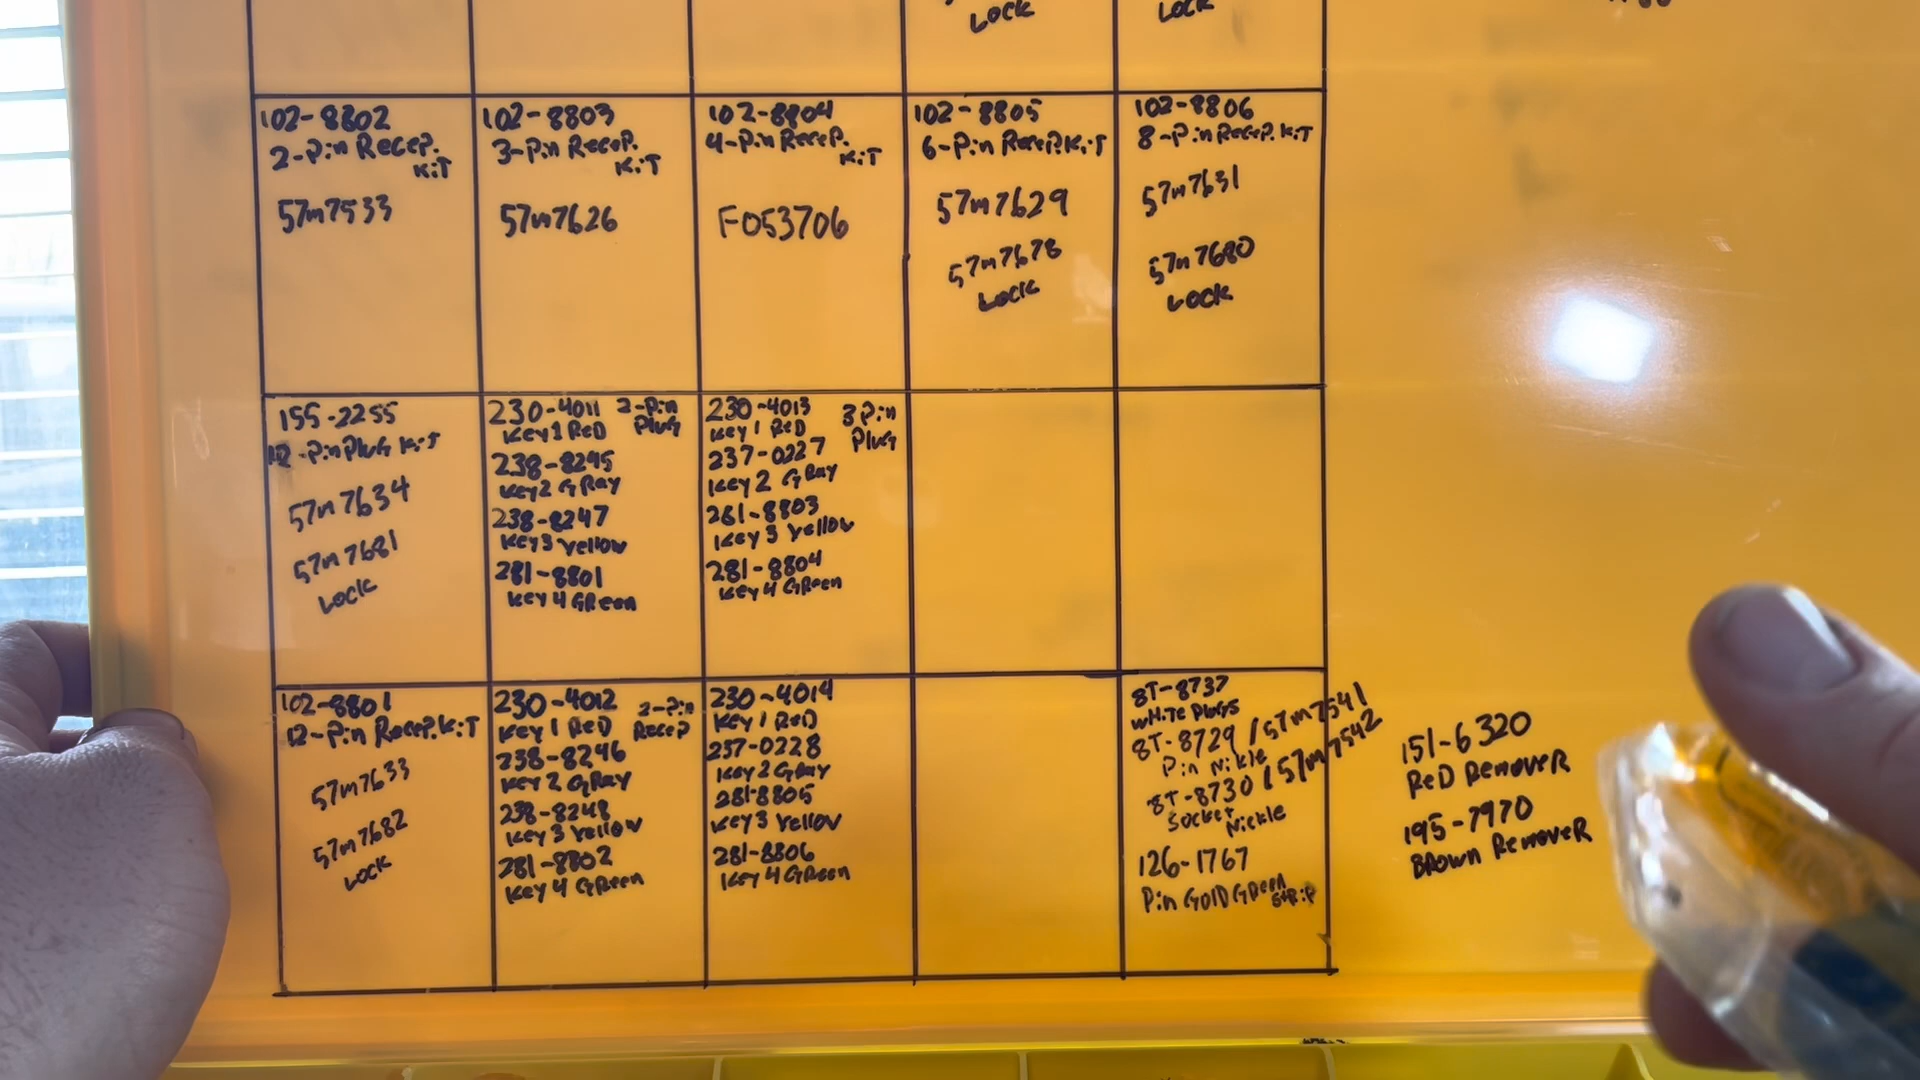 Lock
Lock
102-8802
2-Pin Recep.
Kit
57m7533
102-8803
3-Pin Recep.
Kit
57m7626
102-8804
4-Pin Recep.
Kit
F053706
102-8805
6-Pin Recep. Kit
57m7629
57m7678
Lock
102-8806
8-Pin Recep. Kit
57m7631
57m7680
Lock
155-2255
12-Pin Plug Kit
57m7634
57m7681
Lock
230-4011 2-Pin
Key 1 Red Plug
238-8245
Key 2 Gray
238-8247
Key 3 Yellow
281-8801
Key 4 Green
230-4013 3 Pin
Key 1 Red Plug
237-0227
Key 2 Gray
281-8803
Key 3 Yellow
281-8804
Key 4 Green
102-8801
12-Pin Recep. Kit
57m7633
57m7682
Lock
230-4012 2-Pin
Key 1 Red Recep
238-8246
Key 2 Gray
238-8248
Key 3 Yellow
281-8802
Key 4 Green
230-4014
Key 1 Red
237-0228
Key 2 Gray
281-8805
Key 3 Yellow
281-8806
Key 4 Green
8T-8737
White Plugs
8T-8729 / 57m7541
Pin Nickle
8T-8730 / 57m7542
Socket Nickle
126-1767
Pin Gold Green Strip
151-6320
Red Remover
195-7970
Brown Remover